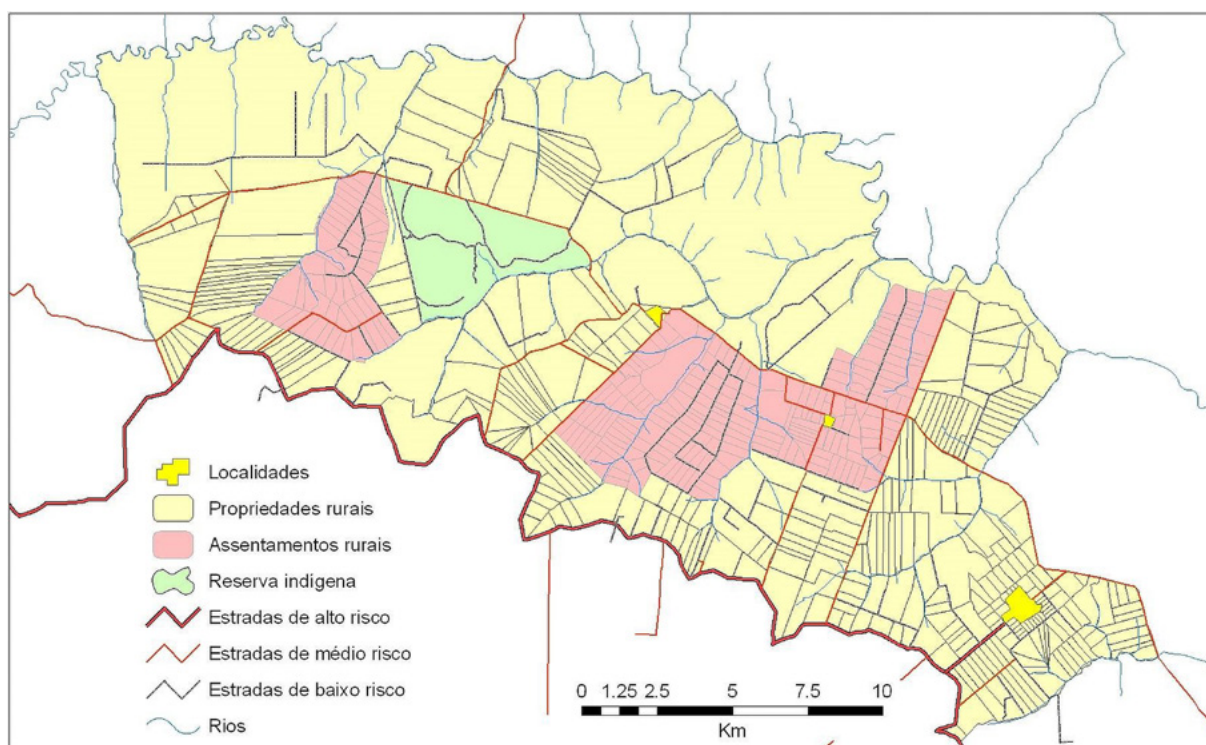 Localidades
Propriedades rurais
Assentamentos rurais
Reserva indígena
Estradas de alto risco
Estradas de médio risco
Estradas de baixo risco
Rios
0 1.25 2.5 5 7.5 10
Km